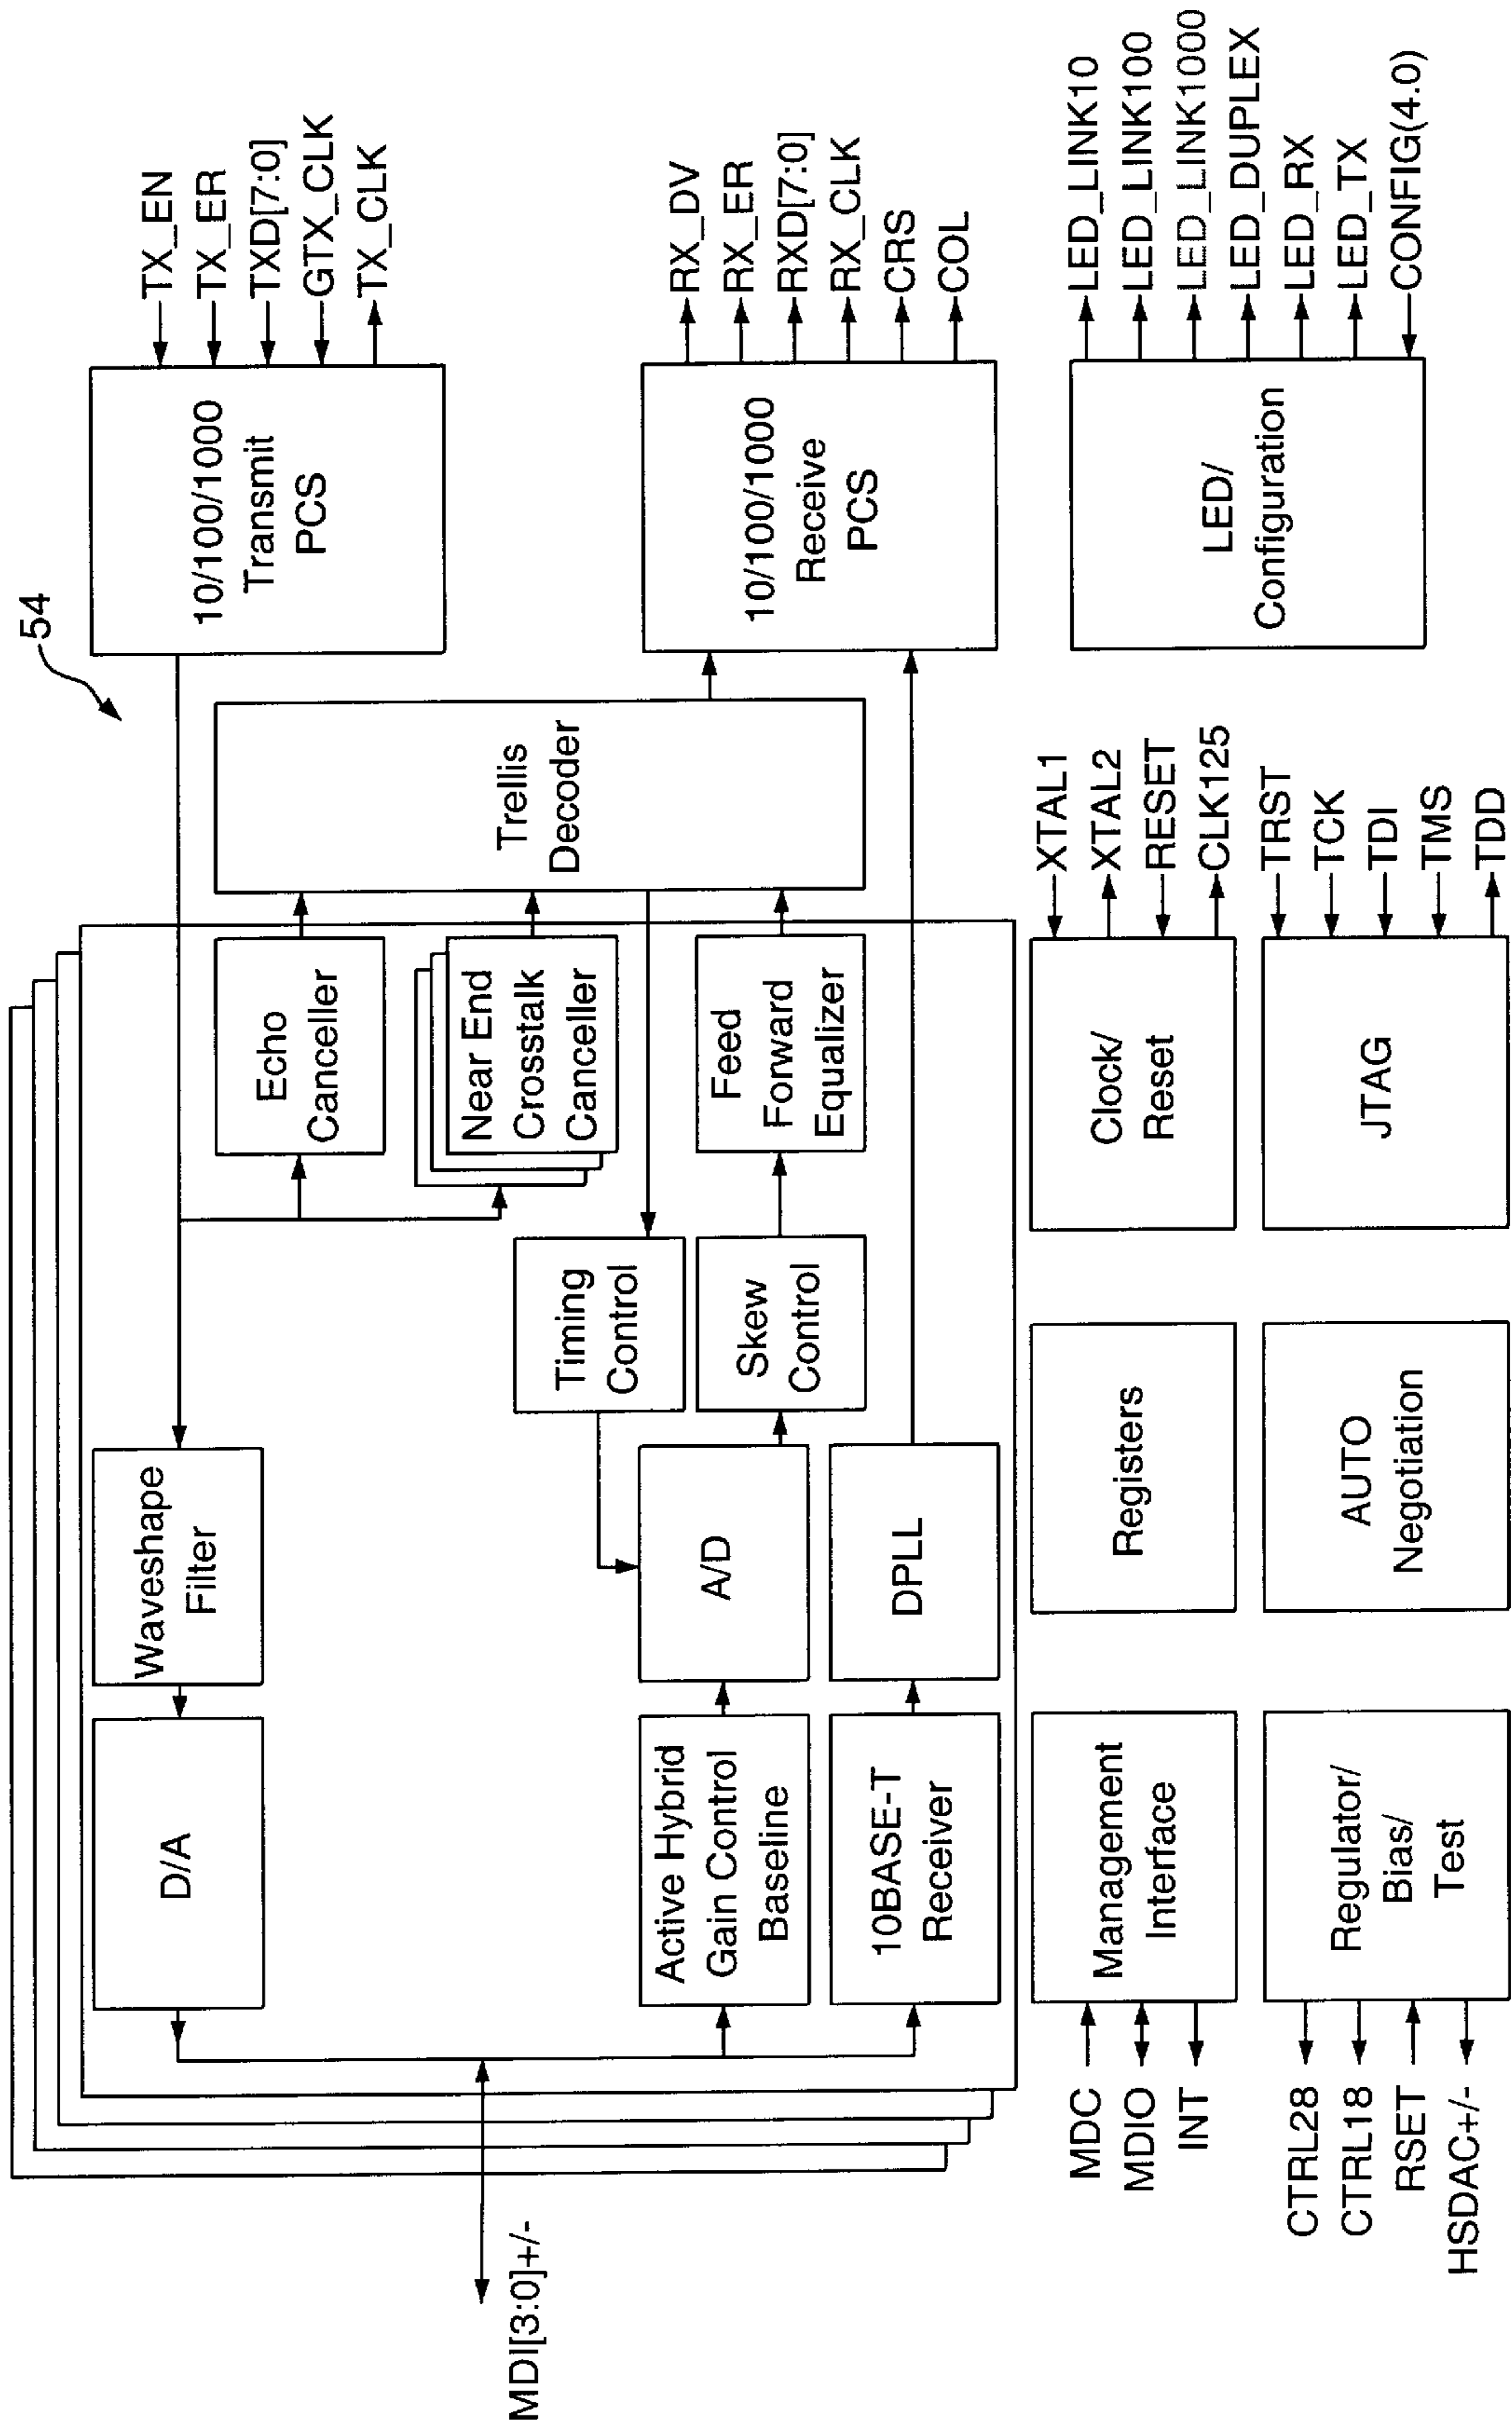 54
MDI[3:0]+/-
D/A
Waveshape
Filter
Echo
Canceller
Near End
Crosstalk
Canceller
Trellis
Decoder
10/100/1000
Transmit
PCS
TX_EN
TX_ER
TXD[7:0]
GTX_CLK
TX_CLK
Timing
Control
Active Hybrid
Gain Control
Baseline
A/D
Skew
Control
Feed
Forward
Equalizer
10BASE-T
Receiver
DPLL
10/100/1000
Receive
PCS
RX_DV
RX_ER
RXD[7:0]
RX_CLK
CRS
COL
MDC
MDIO
INT
Management
Interface
Registers
Clock/
Reset
XTAL1
XTAL2
RESET
CLK125
LED/
Configuration
LED_LINK10
LED_LINK100
LED_LINK1000
LED_DUPLEX
LED_RX
LED_TX
CONFIG(4.0)
CTRL28
CTRL18
RSET
HSDAC+/-
Regulator/
Bias/
Test
AUTO
Negotiation
JTAG
TRST
TCK
TDI
TMS
TDD